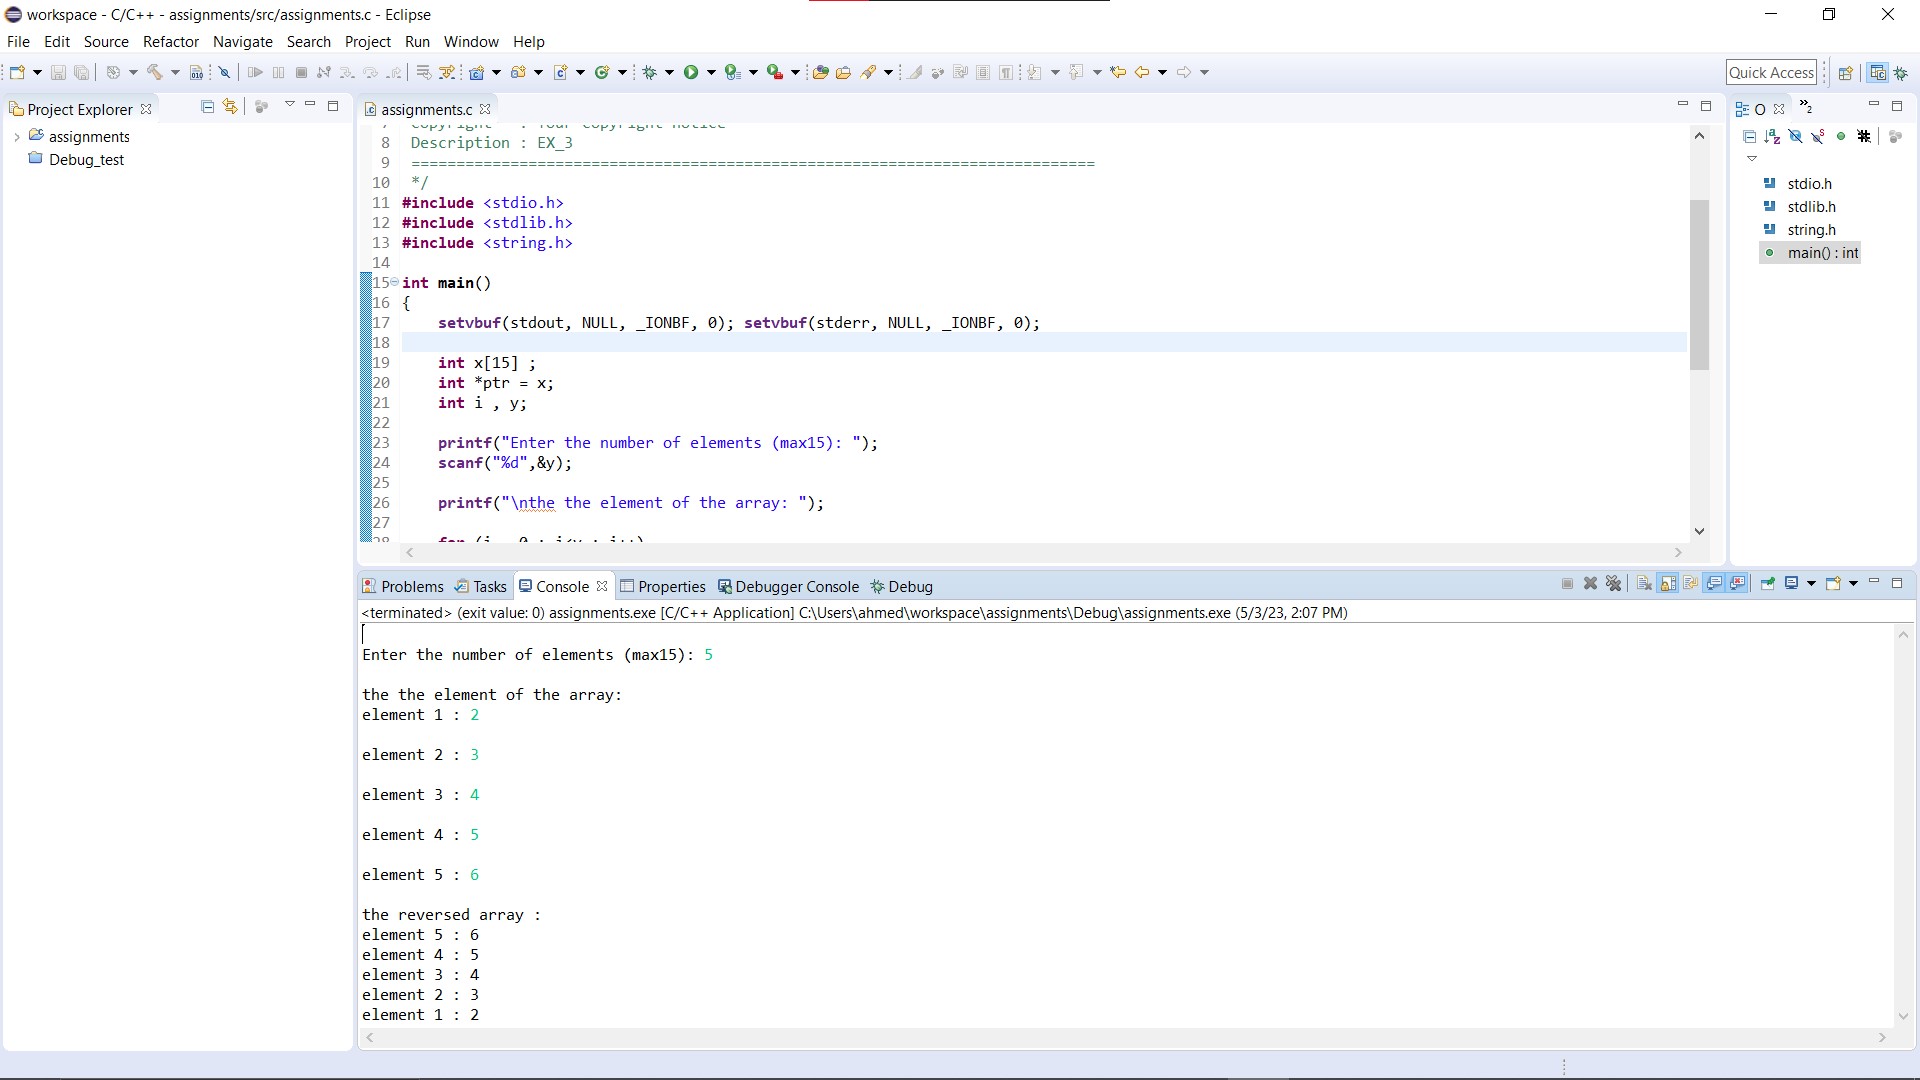 workspace - C/C++ - assignments/src/assignments.c - Eclipse
File Edit Source Refactor Navigate Search Project Run Window Help
Quick Access
Project Explorer
assignments
Debug_test
assignments.c
7 Copyright : Your copyright notice
8 Description : EX_3
9 ============================================================================
10 */
11 #include <stdio.h>
12 #include <stdlib.h>
13 #include <string.h>
14
15 int main()
16 {
17 setvbuf(stdout, NULL, _IONBF, 0); setvbuf(stderr, NULL, _IONBF, 0);
18
19 int x[15] ;
20 int *ptr = x;
21 int i , y;
22
23 printf("Enter the number of elements (max15): ");
24 scanf("%d",&y);
25
26 printf("\nthe the element of the array: ");
27
28 for (i = 0 ; i<y ; i++)
O
2
stdio.h
stdlib.h
string.h
main() : int
Problems Tasks Console Properties Debugger Console Debug
<terminated> (exit value: 0) assignments.exe [C/C++ Application] C:\Users\ahmed\workspace\assignments\Debug\assignments.exe (5/3/23, 2:07 PM)
Enter the number of elements (max15): 5
the the element of the array:
element 1 : 2
element 2 : 3
element 3 : 4
element 4 : 5
element 5 : 6
the reversed array :
element 5 : 6
element 4 : 5
element 3 : 4
element 2 : 3
element 1 : 2